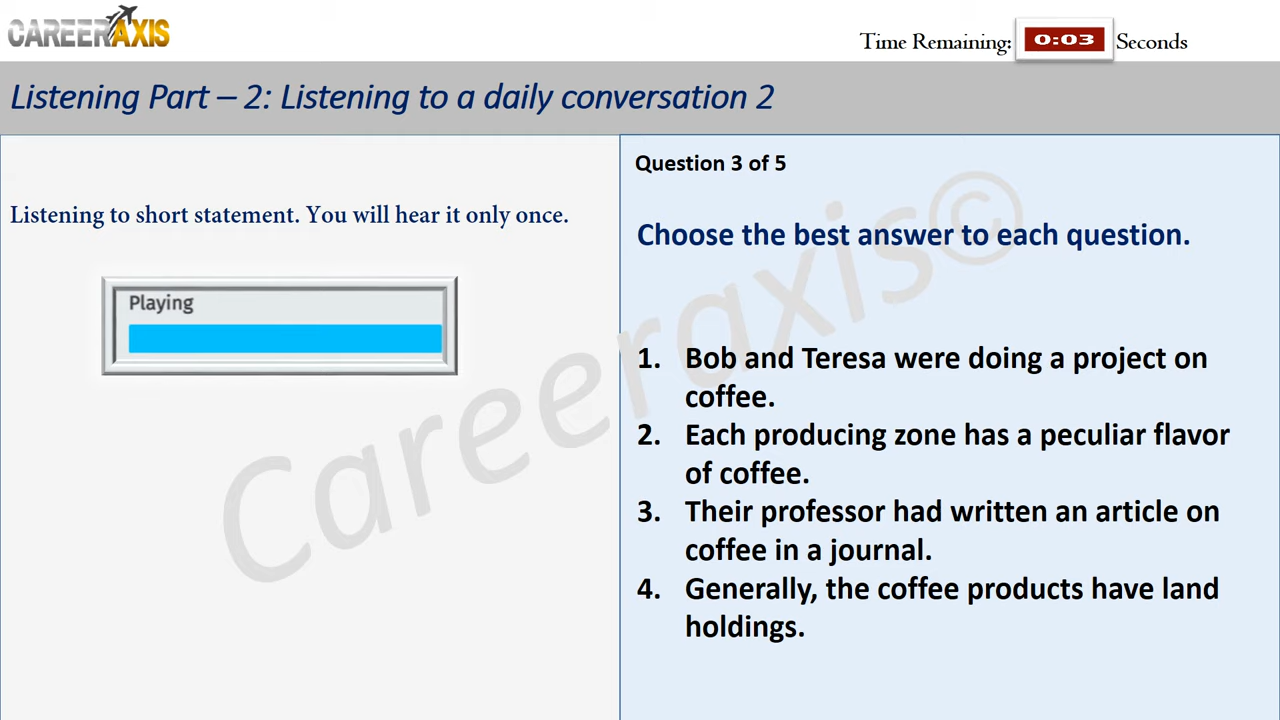 CAREERAXIS
Time Remaining: 0:03 Seconds
Listening Part – 2: Listening to a daily conversation 2
Question 3 of 5
Listening to short statement. You will hear it only once.
Choose the best answer to each question.
Playing
1. Bob and Teresa were doing a project on
coffee.
2. Each producing zone has a peculiar flavor
of coffee.
3. Their professor had written an article on
coffee in a journal.
4. Generally, the coffee products have land
holdings.
Careeraxis©